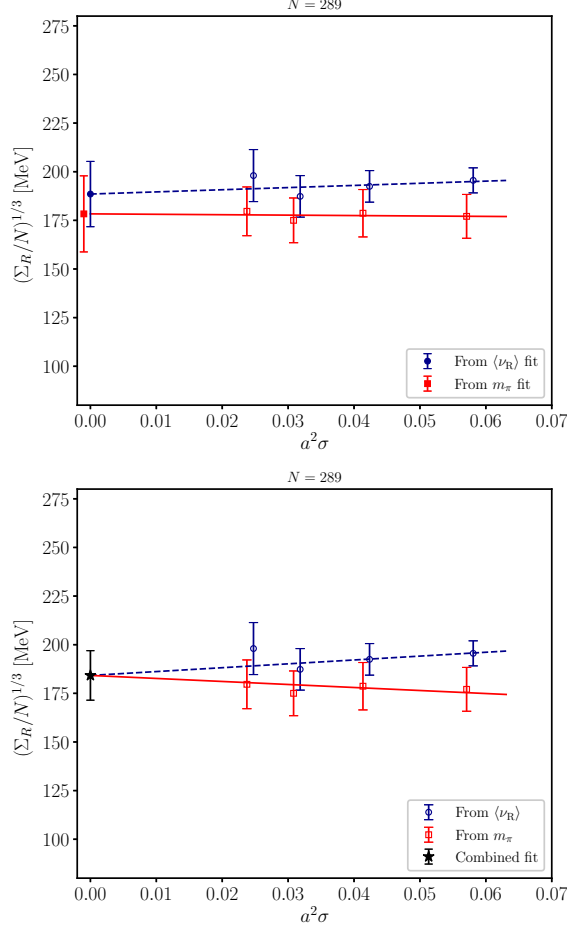 N = 289
275
250
225
200
175
150
125
100
(Σ_R/N)^{1/3} [MeV]
From ⟨ν_R⟩ fit
From m_π fit
0.00 0.01 0.02 0.03 0.04 0.05 0.06 0.07
a²σ
N = 289
275
250
225
200
175
150
125
100
(Σ_R/N)^{1/3} [MeV]
From ⟨ν_R⟩
From m_π
Combined fit
0.00 0.01 0.02 0.03 0.04 0.05 0.06 0.07
a²σ